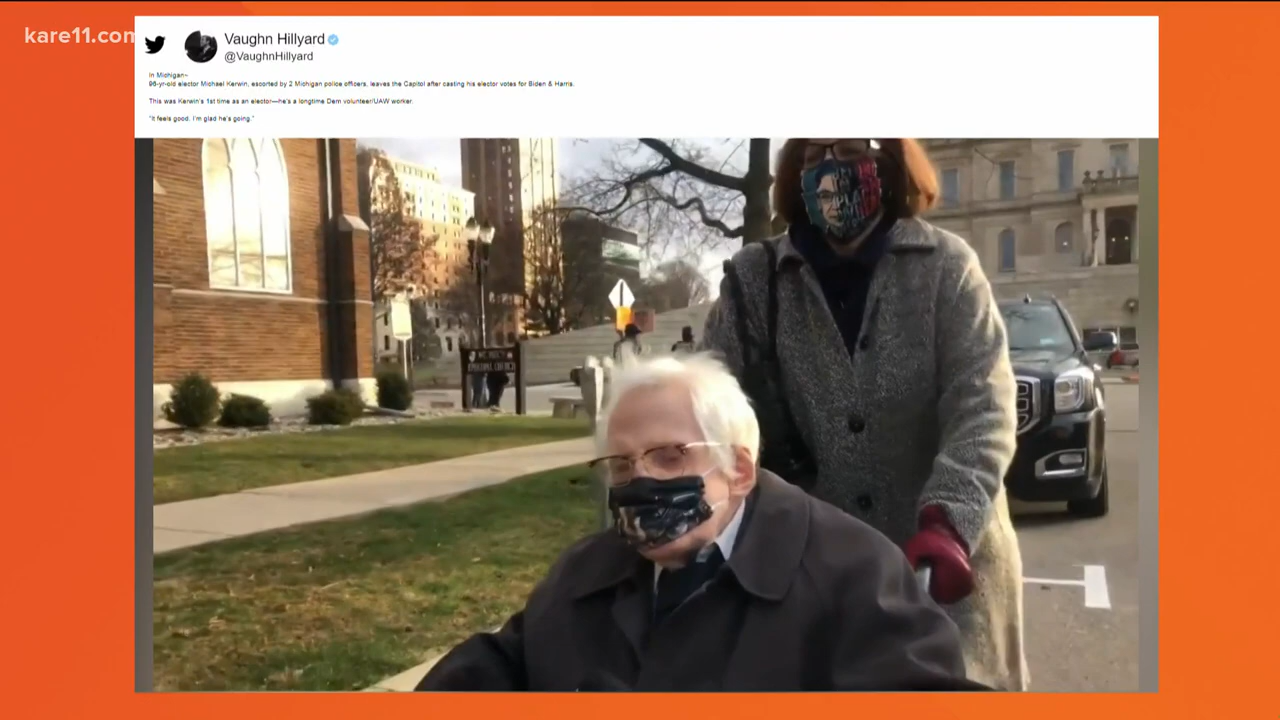 kare11.com
Vaughn Hillyard
@VaughnHillyard
In Michigan~
96-yr-old elector Michael Kerwin, escorted by 2 Michigan police officers, leaves the Capitol after casting his elector votes for Biden & Harris.
This was Kerwin's 1st time as an elector—he's a longtime Dem volunteer/UAW worker.
"It feels good. I'm glad he's going."
EPISCOPAL CHURCH